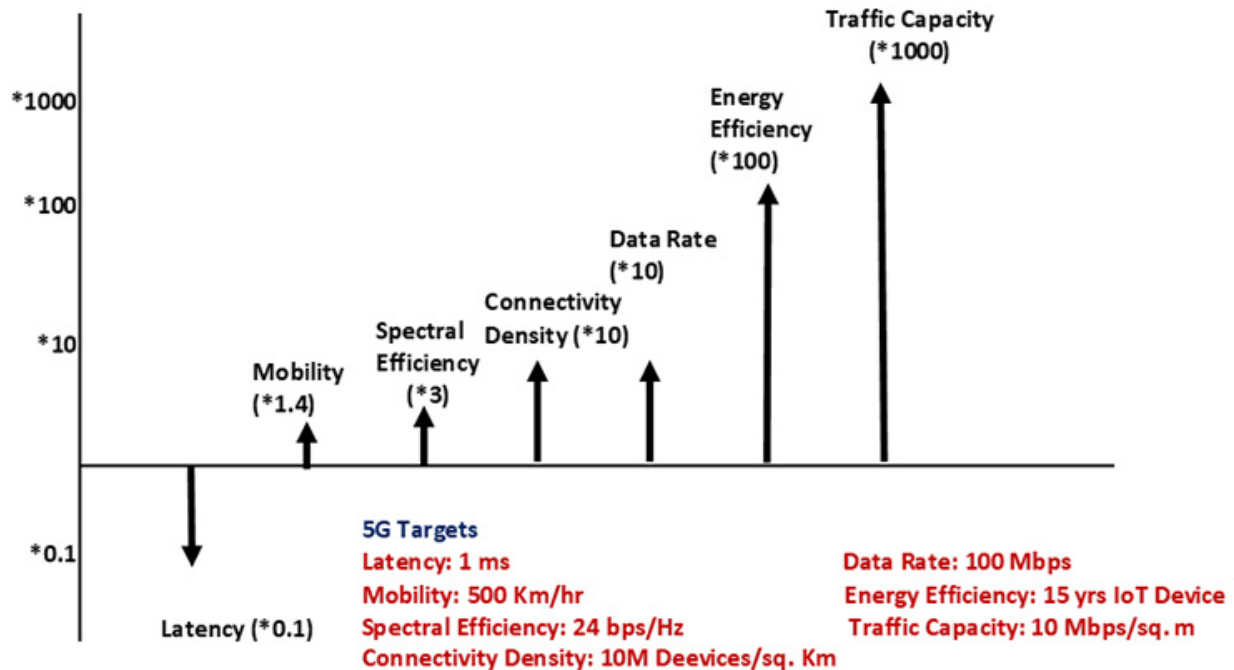 Traffic Capacity
(*1000)
*1000
Energy
Efficiency
(*100)
*100
Data Rate
(*10)
Connectivity
Density (*10)
Spectral
Efficiency
(*3)
*10
Mobility
(*1.4)
*0.1
Latency (*0.1)
5G Targets
Latency: 1 ms
Mobility: 500 Km/hr
Spectral Efficiency: 24 bps/Hz
Connectivity Density: 10M Deevices/sq. Km
Data Rate: 100 Mbps
Energy Efficiency: 15 yrs IoT Device
Traffic Capacity: 10 Mbps/sq. m